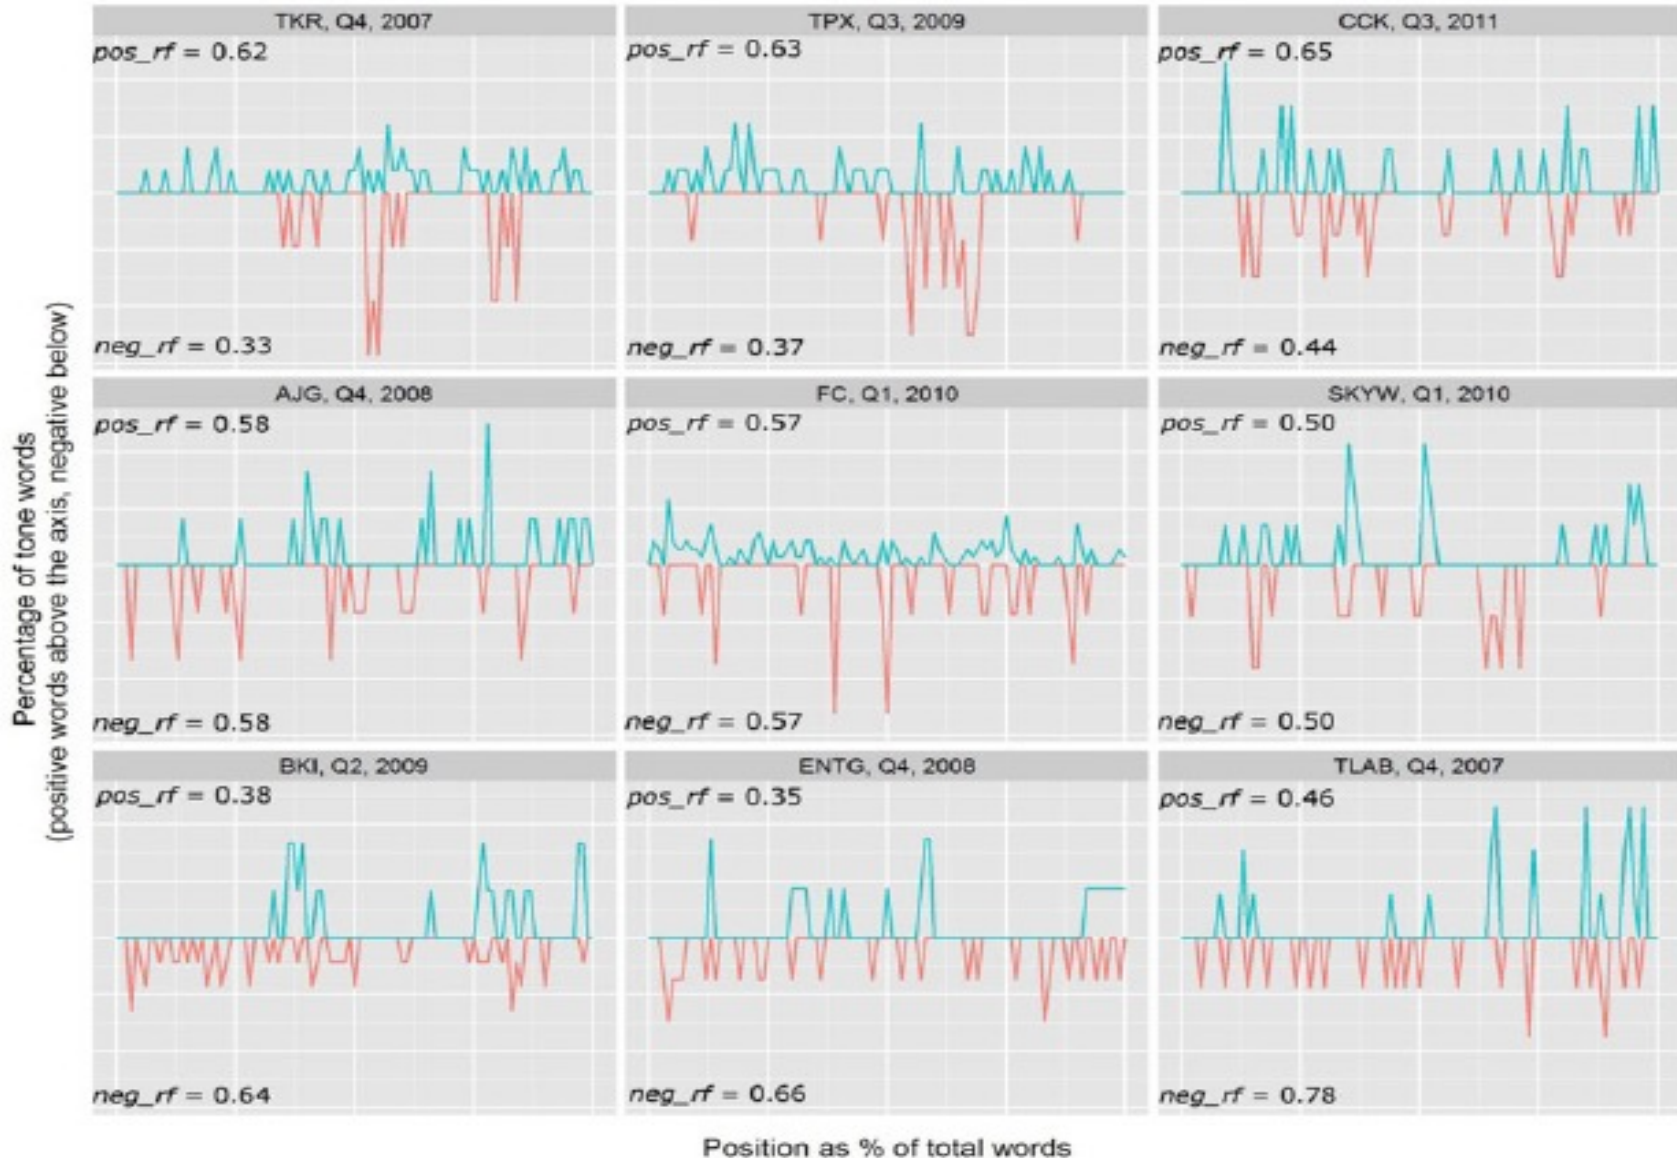 TKR, Q4, 2007
pos_rf = 0.62
neg_rf = 0.33
TPX, Q3, 2009
pos_rf = 0.63
neg_rf = 0.37
CCK, Q3, 2011
pos_rf = 0.65
neg_rf = 0.44
AJG, Q4, 2008
pos_rf = 0.58
neg_rf = 0.58
FC, Q1, 2010
pos_rf = 0.57
neg_rf = 0.57
SKYW, Q1, 2010
pos_rf = 0.50
neg_rf = 0.50
BKI, Q2, 2009
pos_rf = 0.38
neg_rf = 0.64
ENTG, Q4, 2008
pos_rf = 0.35
neg_rf = 0.66
TLAB, Q4, 2007
pos_rf = 0.46
neg_rf = 0.78
Percentage of tone words
(positive words above the axis, negative below)
Position as % of total words